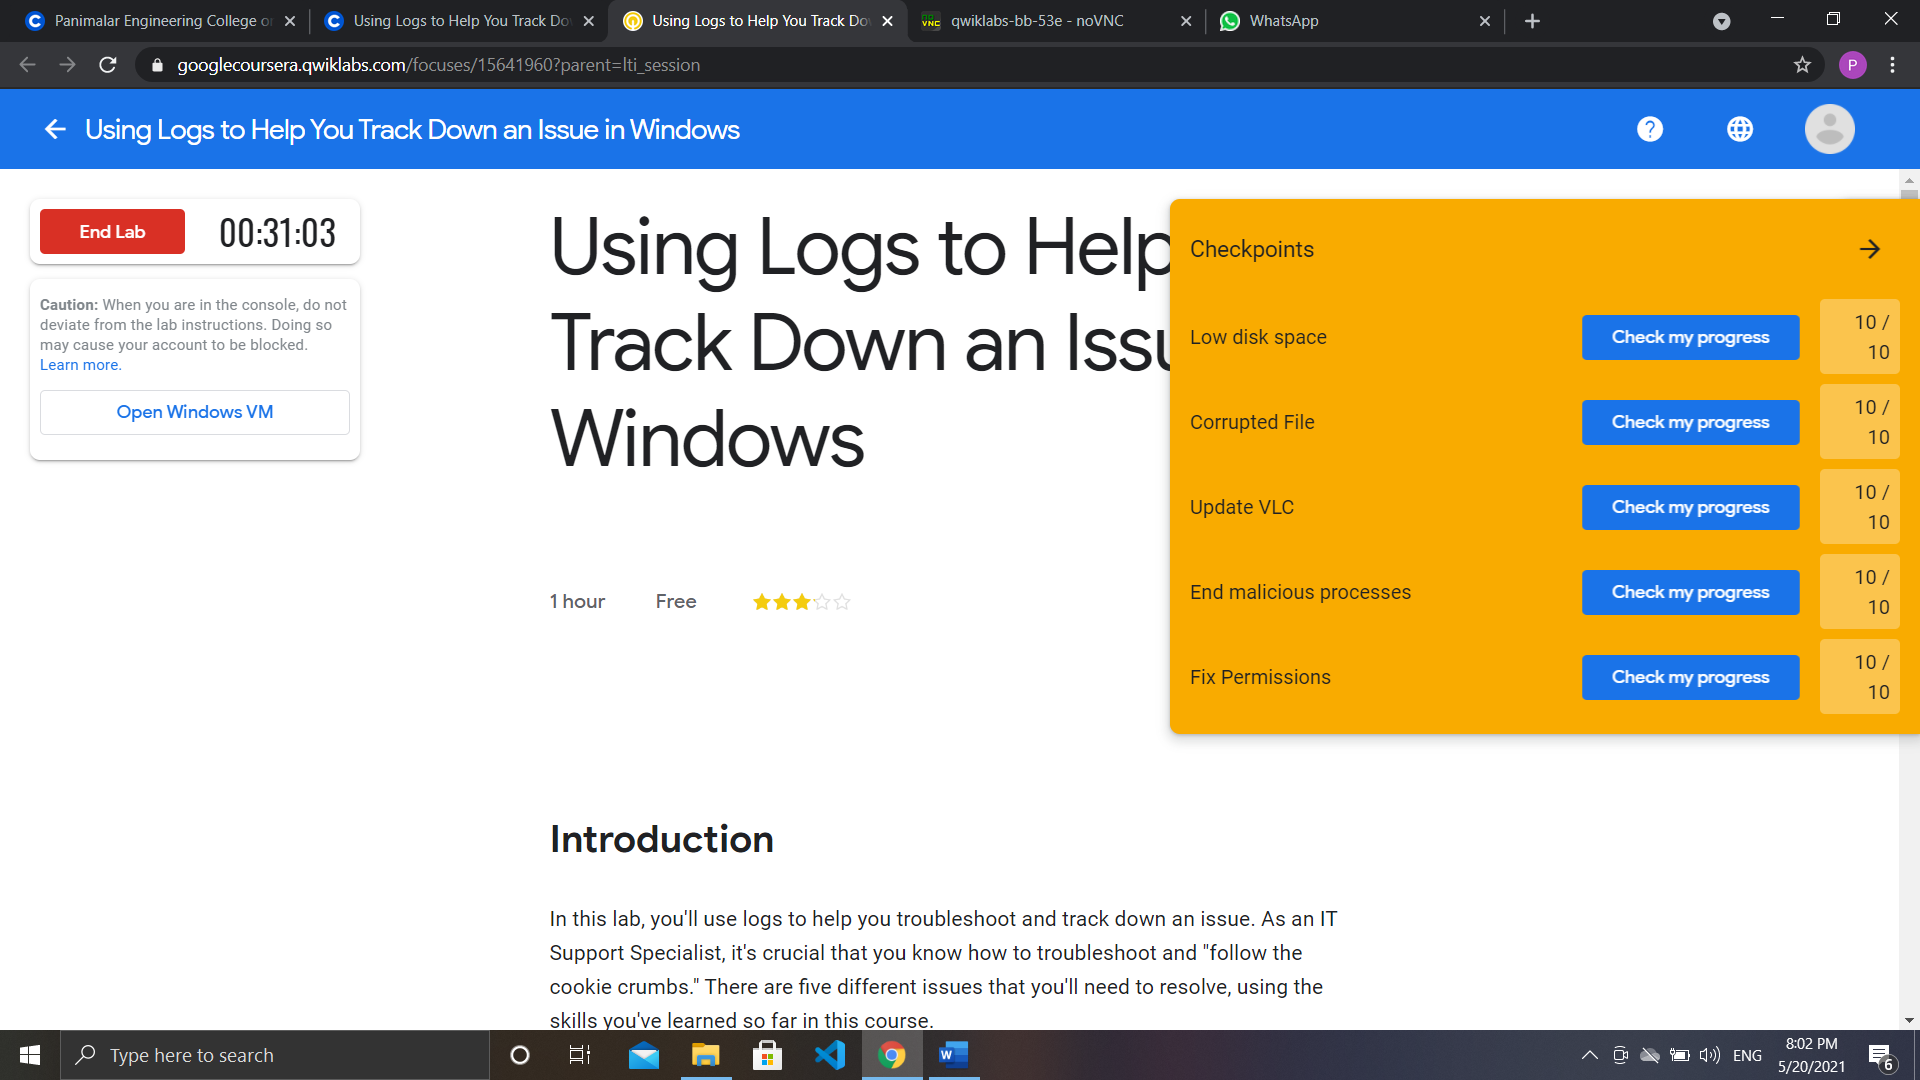 Panimalar Engineering College or
Using Logs to Help You Track Do
Using Logs to Help You Track Do
qwiklabs-bb-53e - noVNC
WhatsApp
googlecoursera.qwiklabs.com/focuses/15641960?parent=lti_session
P
Using Logs to Help You Track Down an Issue in Windows
End Lab
00:31:03
Caution: When you are in the console, do not
deviate from the lab instructions. Doing so
may cause your account to be blocked.
Learn more.
Open Windows VM
Using Logs to Help
Track Down an Issu
Windows
1 hour
Free
Checkpoints
Low disk space
Check my progress
10 /
10
Corrupted File
Check my progress
10 /
10
Update VLC
Check my progress
10 /
10
End malicious processes
Check my progress
10 /
10
Fix Permissions
Check my progress
10 /
10
Introduction
In this lab, you'll use logs to help you troubleshoot and track down an issue. As an IT
Support Specialist, it's crucial that you know how to troubleshoot and "follow the
cookie crumbs." There are five different issues that you'll need to resolve, using the
skills you've learned so far in this course.
Type here to search
ENG
8:02 PM
5/20/2021
6